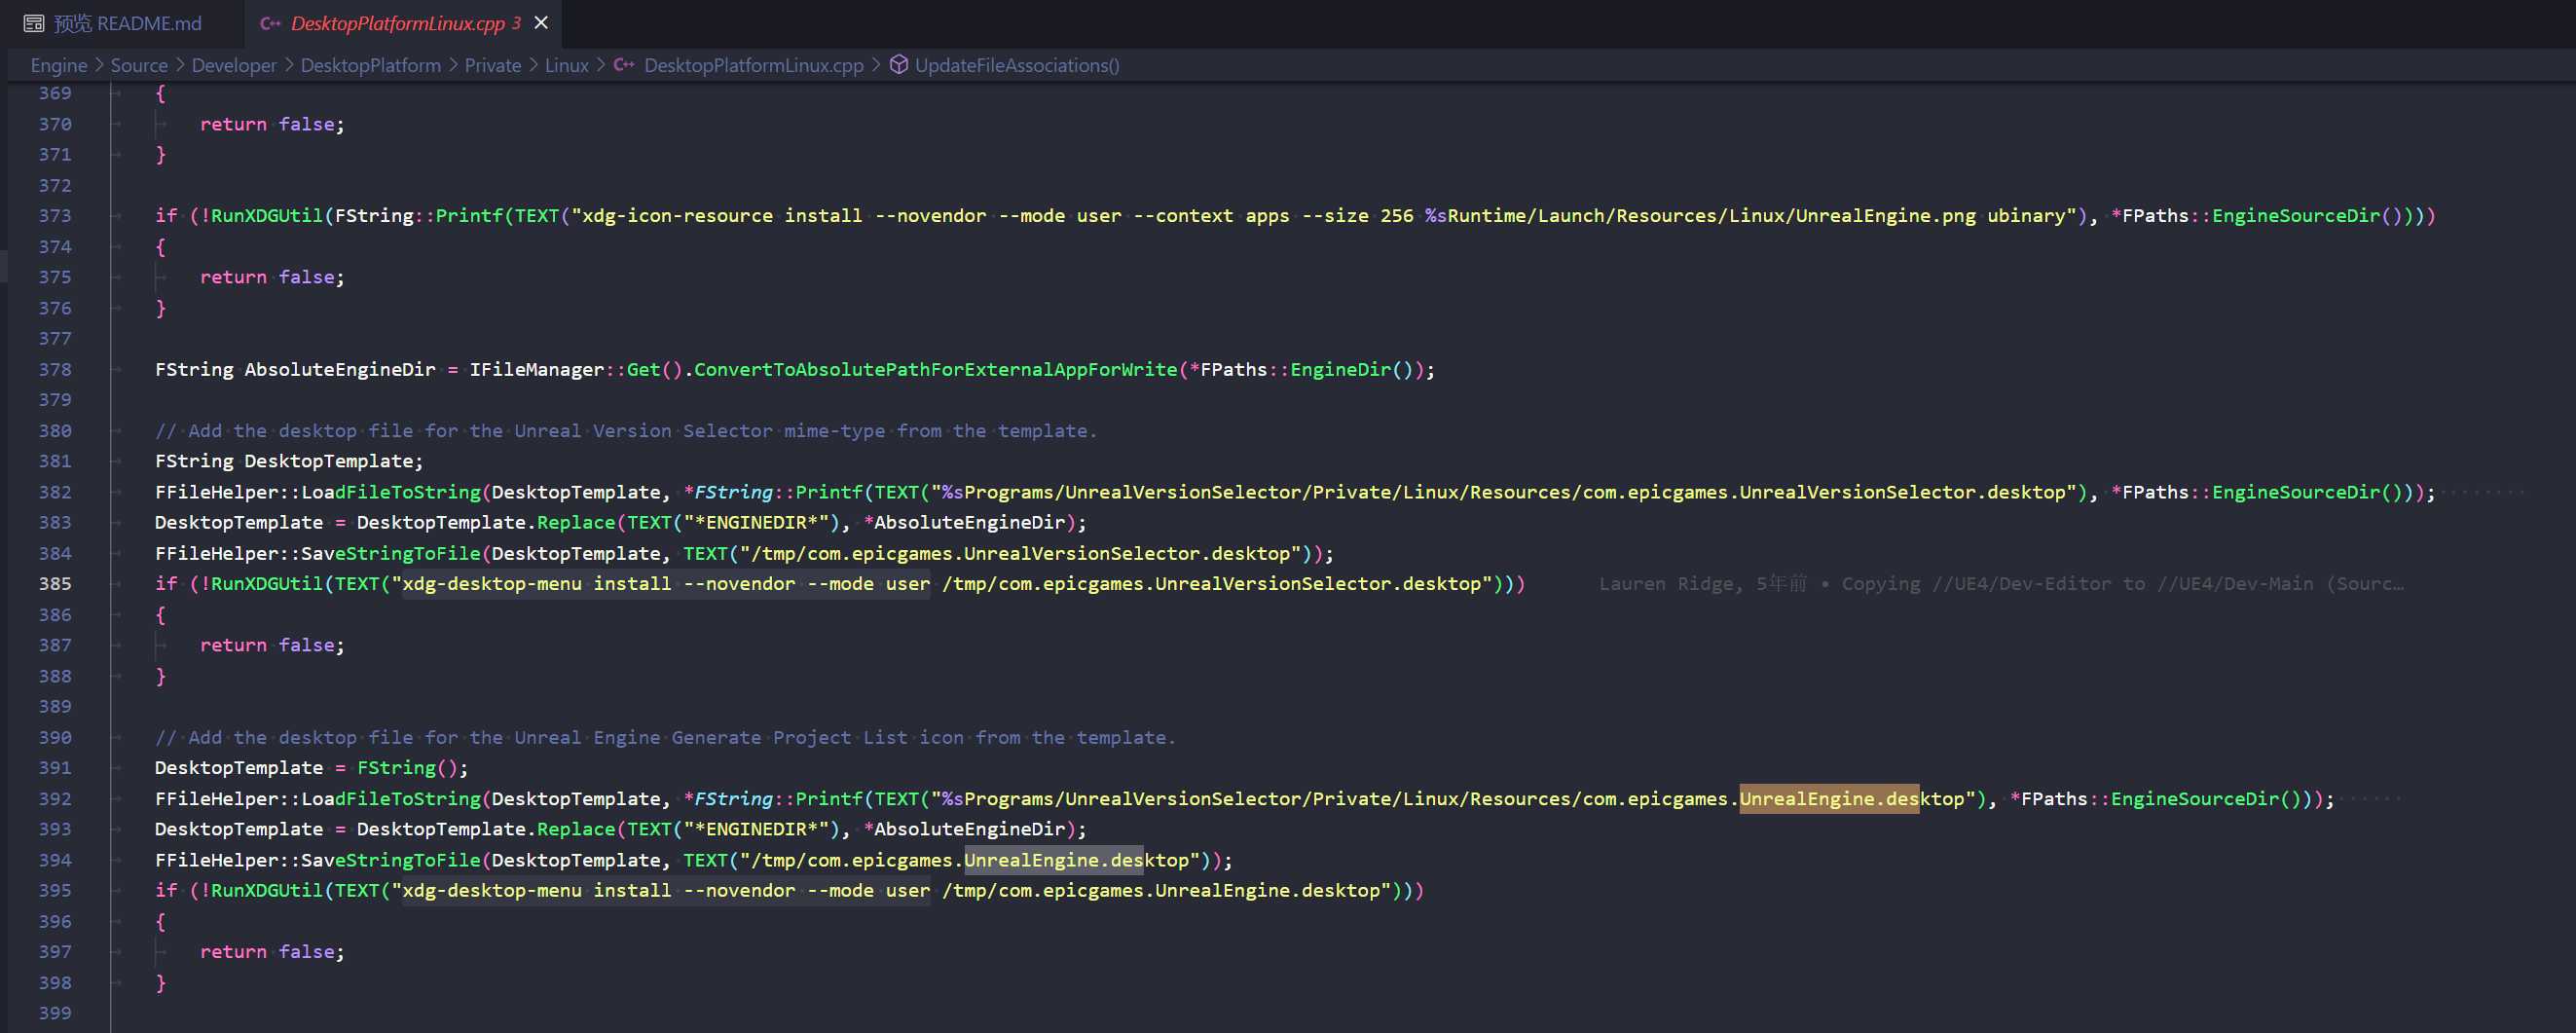 预览 README.md
DesktopPlatformLinux.cpp 3
Engine > Source > Developer > DesktopPlatform > Private > Linux > DesktopPlatformLinux.cpp > UpdateFileAssociations()
369 {
370 return false;
371 }
372
373 if (!RunXDGUtil(FString::Printf(TEXT("xdg-icon-resource install --novendor --mode user --context apps --size 256 %sRuntime/Launch/Resources/Linux/UnrealEngine.png ubinary"), *FPaths::EngineSourceDir())))
374 {
375 return false;
376 }
377
378 FString AbsoluteEngineDir = IFileManager::Get().ConvertToAbsolutePathForExternalAppForWrite(*FPaths::EngineDir());
379
380 // Add the desktop file for the Unreal Version Selector mime-type from the template.
381 FString DesktopTemplate;
382 FFileHelper::LoadFileToString(DesktopTemplate, *FString::Printf(TEXT("%sPrograms/UnrealVersionSelector/Private/Linux/Resources/com.epicgames.UnrealVersionSelector.desktop"), *FPaths::EngineSourceDir()));
383 DesktopTemplate = DesktopTemplate.Replace(TEXT("*ENGINEDIR*"), *AbsoluteEngineDir);
384 FFileHelper::SaveStringToFile(DesktopTemplate, TEXT("/tmp/com.epicgames.UnrealVersionSelector.desktop"));
385 if (!RunXDGUtil(TEXT("xdg-desktop-menu install --novendor --mode user /tmp/com.epicgames.UnrealVersionSelector.desktop"))) Lauren Ridge, 5年前 • Copying //UE4/Dev-Editor to //UE4/Dev-Main (Sourc…
386 {
387 return false;
388 }
389
390 // Add the desktop file for the Unreal Engine Generate Project List icon from the template.
391 DesktopTemplate = FString();
392 FFileHelper::LoadFileToString(DesktopTemplate, *FString::Printf(TEXT("%sPrograms/UnrealVersionSelector/Private/Linux/Resources/com.epicgames.UnrealEngine.desktop"), *FPaths::EngineSourceDir()));
393 DesktopTemplate = DesktopTemplate.Replace(TEXT("*ENGINEDIR*"), *AbsoluteEngineDir);
394 FFileHelper::SaveStringToFile(DesktopTemplate, TEXT("/tmp/com.epicgames.UnrealEngine.desktop"));
395 if (!RunXDGUtil(TEXT("xdg-desktop-menu install --novendor --mode user /tmp/com.epicgames.UnrealEngine.desktop")))
396 {
397 return false;
398 }
399